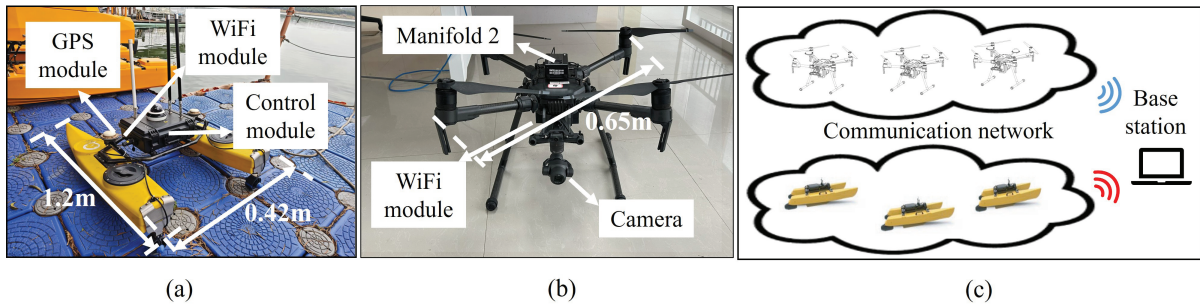 GPS
module
WiFi
module
Control
module
1.2m
0.42m
(a)
Manifold 2
0.65m
WiFi
module
Camera
(b)
Communication network
Base
station
(c)